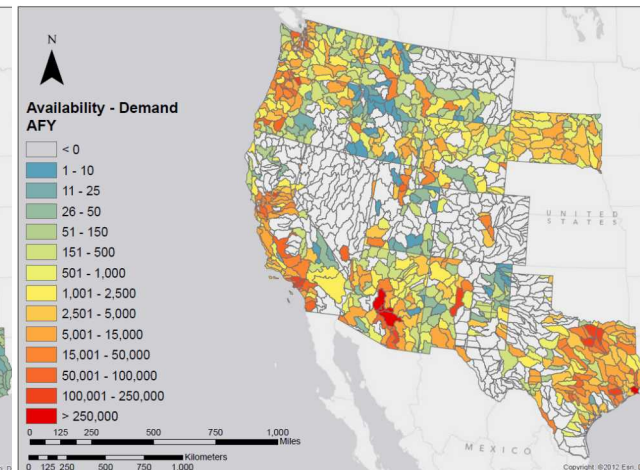 N
Availability - Demand
AFY
< 0
1 - 10
11 - 25
26 - 50
51 - 150
151 - 500
501 - 1,000
1,001 - 2,500
2,501 - 5,000
5,001 - 15,000
15,001 - 50,000
50,001 - 100,000
100,001 - 250,000
> 250,000
0 125 250 500 750 1,000
Miles
Kilometers
0 125 250 500 750 1,000
UNITED
STATES
MEXICO
Copyright: ©2012 Esri, D